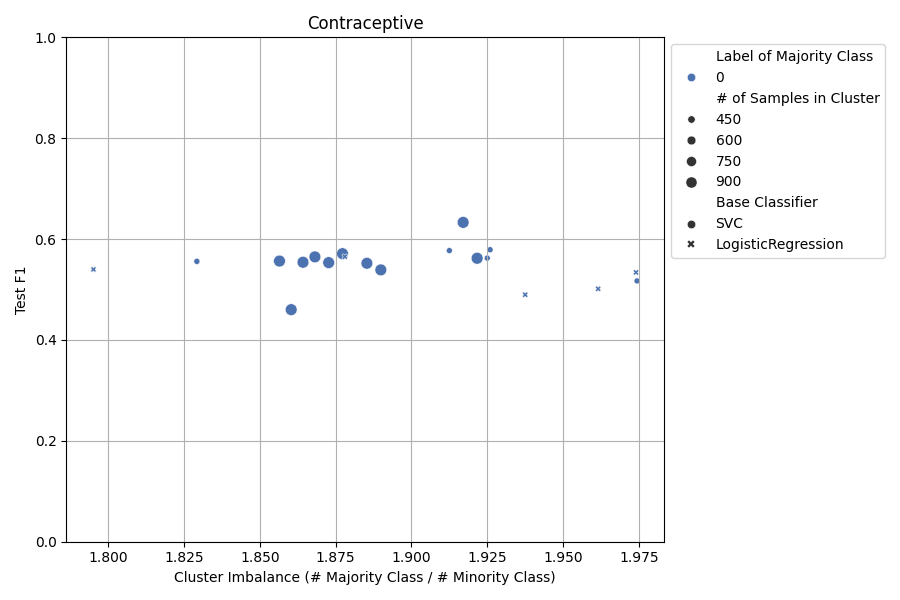 Contraceptive
1.0
0.8
0.6
0.4
0.2
0.0
Test F1
1.800
1.825
1.850
1.875
1.900
1.925
1.950
1.975
Cluster Imbalance (# Majority Class / # Minority Class)
Label of Majority Class
0
# of Samples in Cluster
450
600
750
900
Base Classifier
SVC
LogisticRegression